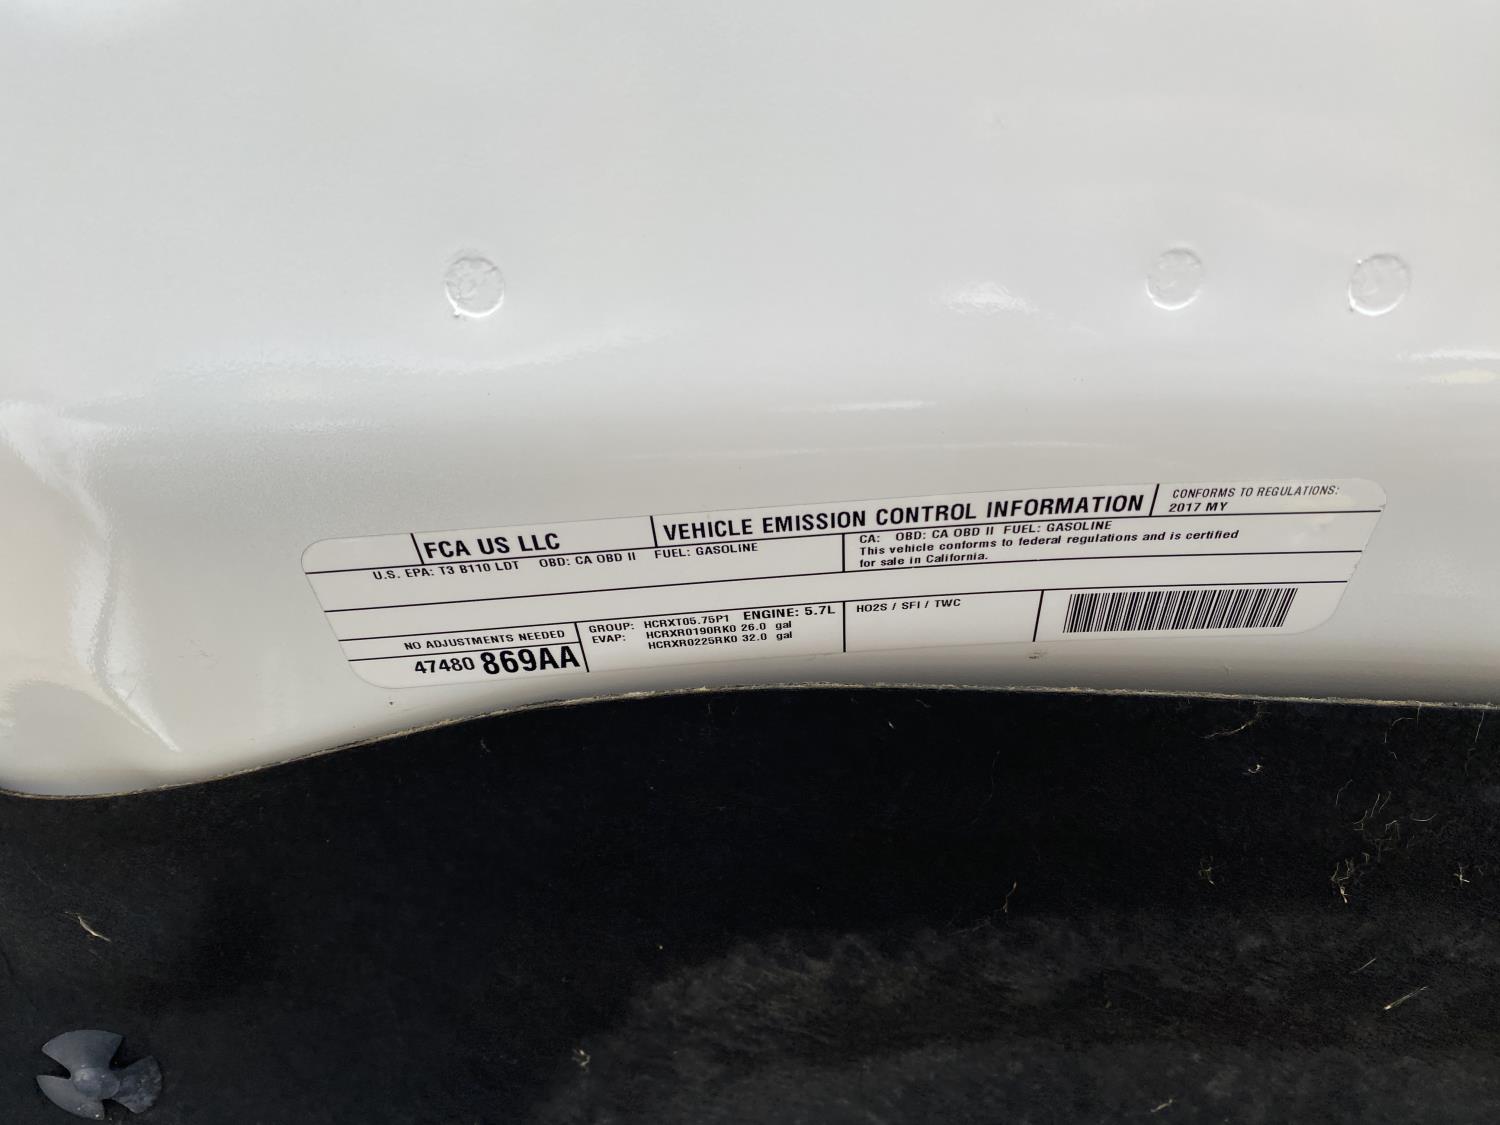 FCA US LLC
VEHICLE EMISSION CONTROL INFORMATION
CONFORMS TO REGULATIONS:
2017 MY
U.S. EPA: T3 B110 LDT OBD: CA OBD II FUEL: GASOLINE
CA: OBD: CA OBD II FUEL: GASOLINE
This vehicle conforms to federal regulations and is certified
for sale in California.
NO ADJUSTMENTS NEEDED
47480 869AA
GROUP: HCRXT05.75P1 ENGINE: 5.7L
EVAP: HCRXR0190RK0 26.0 gal
HCRXR0225RK0 32.0 gal
HO2S / SFI / TWC